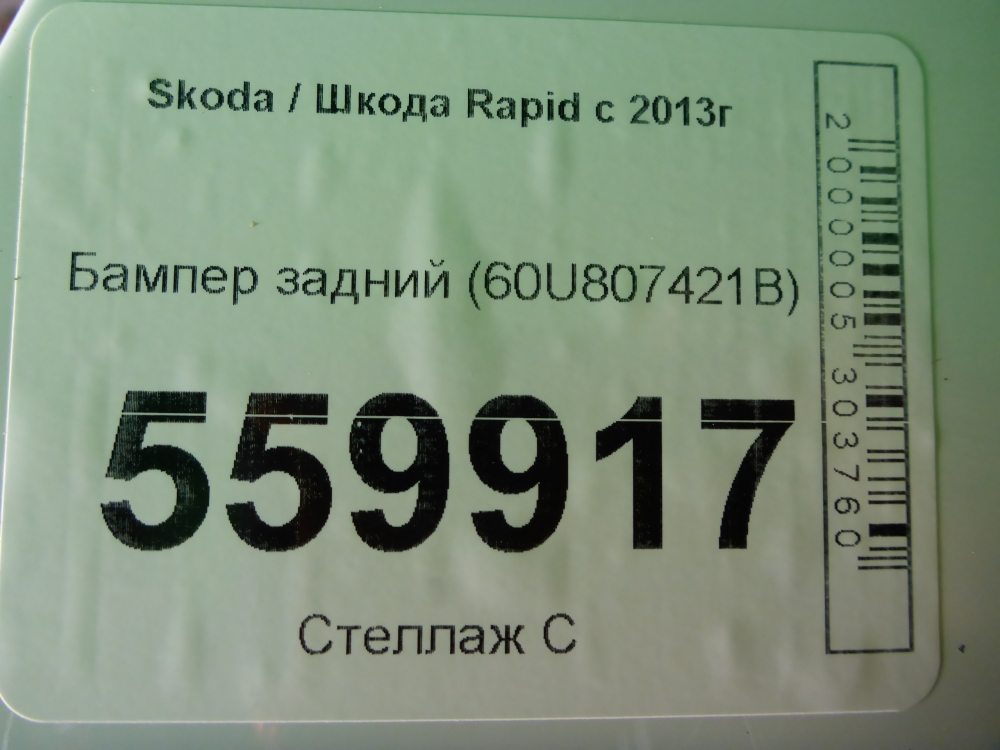 Skoda / Шкода Rapid с 2013г
Бампер задний (60U807421B)
559917
Стеллаж С
2000005303760